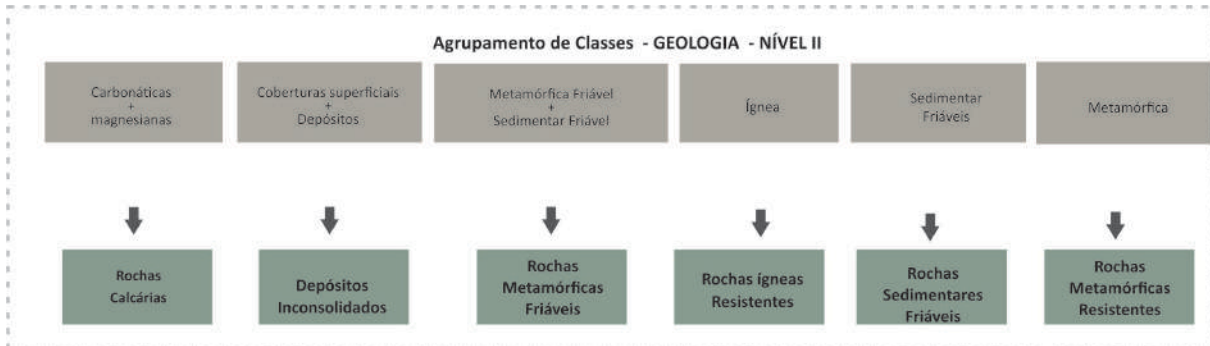 Agrupamento de Classes - GEOLOGIA - NÍVEL II
Carbonáticas
+
magnesianas
Coberturas superficiais
+
Depósitos
Metamórfica Friável
+
Sedimentar Friável
Ígnea
Sedimentar
Friáveis
Metamórfica
Rochas
Calcárias
Depósitos
Inconsolidados
Rochas
Metamórficas
Friáveis
Rochas ígneas
Resistentes
Rochas
Sedimentares
Friáveis
Rochas
Metamórficas
Resistentes